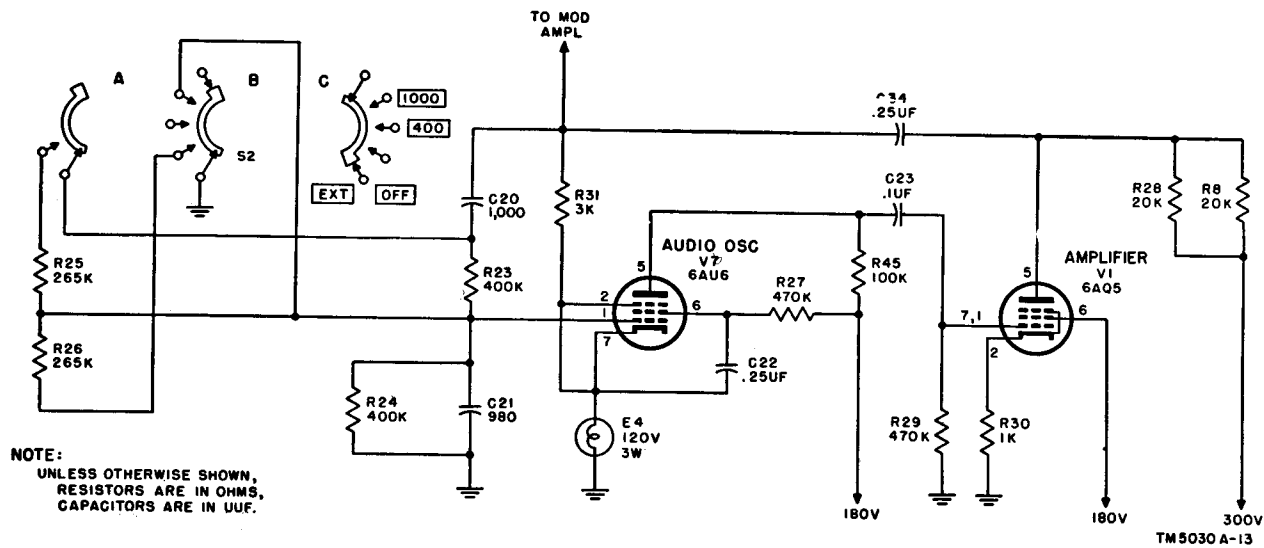 TO MOD
AMPL
A
B
C
1000
400
S2
EXT
OFF
C34
.25UF
C20
1,000
R31
3K
C23
.1UF
R28
20K
R8
20K
R25
265K
R23
400K
AUDIO OSC
V7
6AU6
5
2
1
7
6
R27
470K
R45
100K
AMPLIFIER
V1
6AQ5
5
7,1
2
6
R26
265K
R24
400K
C21
980
C22
.25UF
E4
120V
3W
R29
470K
R30
1K
NOTE:
UNLESS OTHERWISE SHOWN,
RESISTORS ARE IN OHMS,
CAPACITORS ARE IN UUF.
180V
180V
300V
TM5030A-13